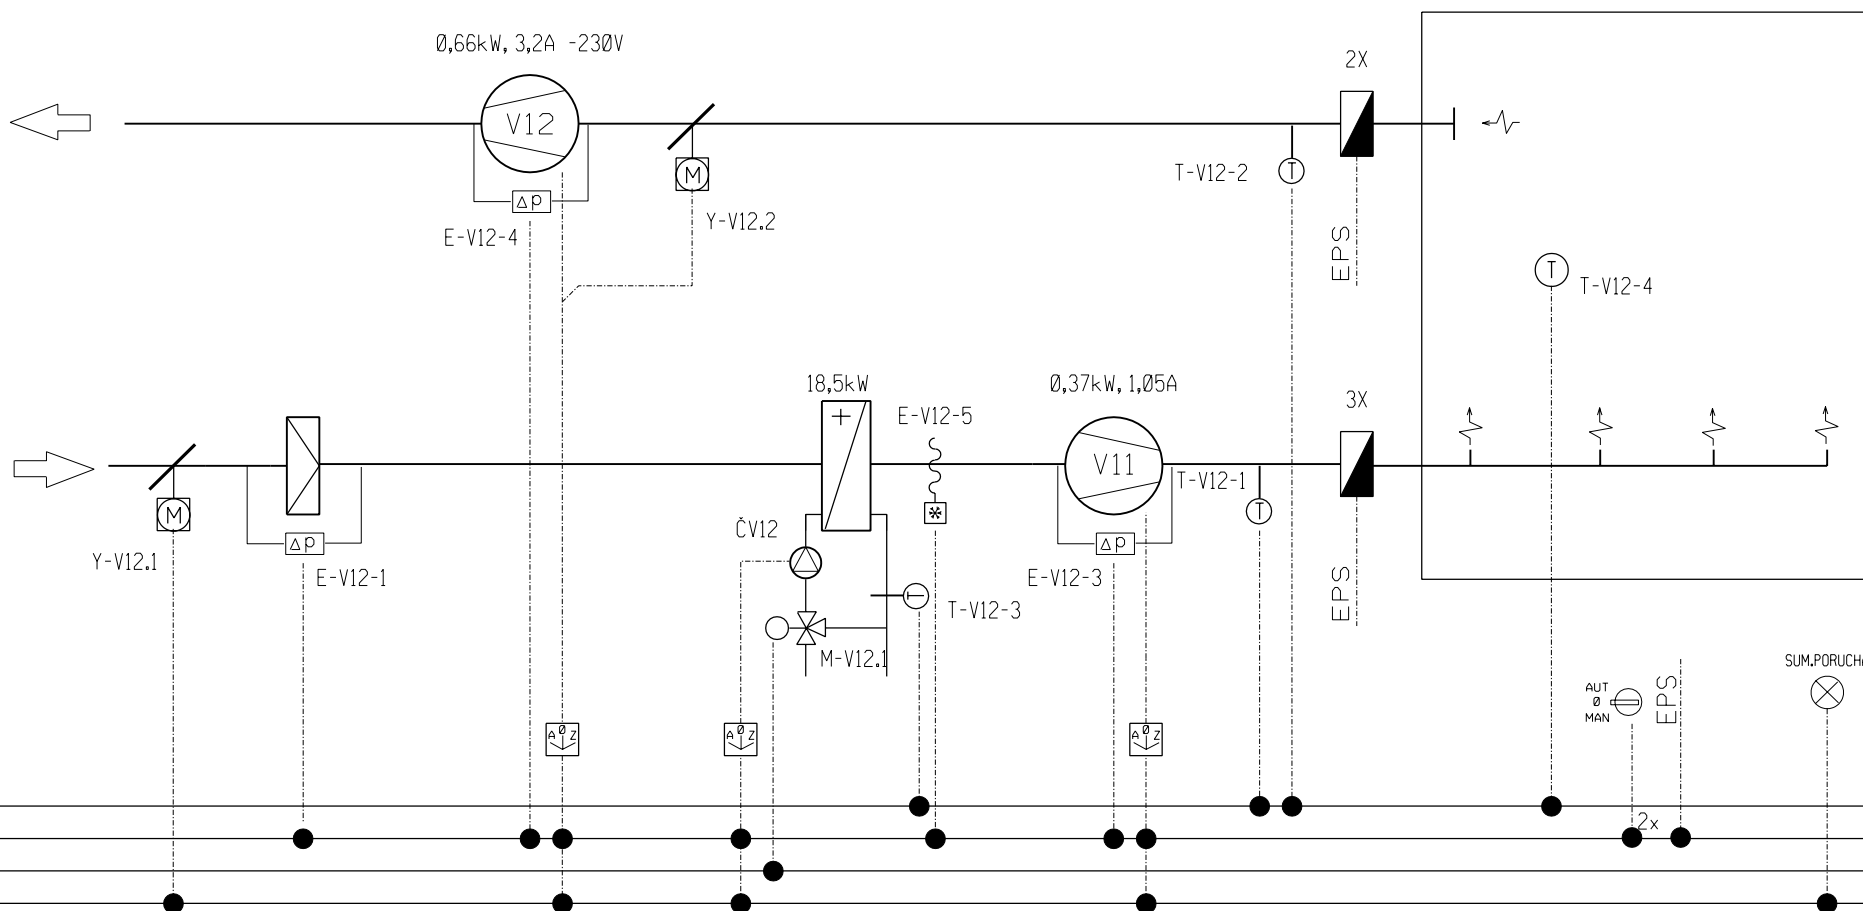 0,66kW, 3,2A -230V
2X
V12
T-V12-2
M
T
Δp
Y-V12.2
E-V12-4
EPS
T
T-V12-4
18,5kW
0,37kW, 1,05A
3X
+
E-V12-5
V11
T-V12-1
M
T
ČV12
Δp
Δp
Y-V12.1
E-V12-1
E-V12-3
EPS
T
T-V12-3
M-V12.1
SUM.PORUCH
AUT
0
MAN
EPS
A 0 Z
A 0 Z
A 0 Z
2x